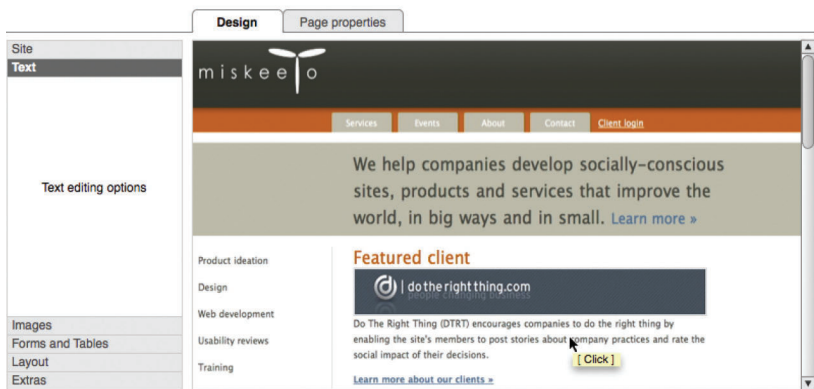 Design Page properties
Site
Text
Text editing options
Images
Forms and Tables
Layout
Extras
miskeeto
Services Events About Contact Client login
We help companies develop socially-conscious
sites, products and services that improve the
world, in big ways and in small. Learn more »
Product ideation
Design
Web development
Usability reviews
Training
Featured client
d | dotherightthing.com
people changing business
Do The Right Thing (DTRT) encourages companies to do the right thing by
enabling the site's members to post stories about company practices and rate the
social impact of their decisions.
[ Click ]
Learn more about our clients »